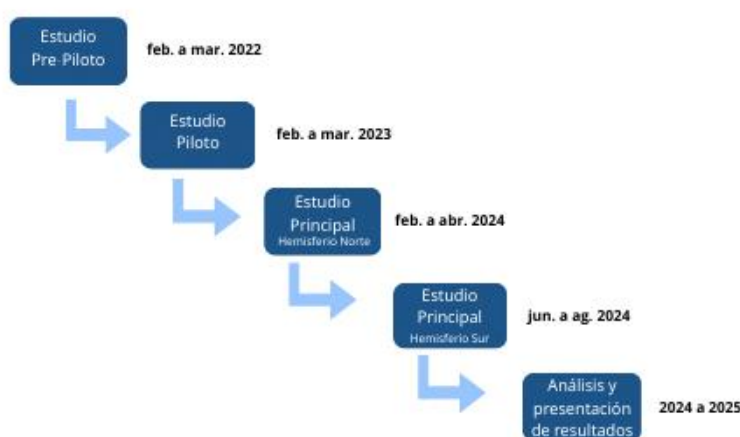 Estudio
Pre-Piloto
feb. a mar. 2022
Estudio
Piloto
feb. a mar. 2023
Estudio
Principal
Hemisferio Norte
feb. a abr. 2024
Estudio
Principal
Hemisferio Sur
jun. a ag. 2024
Análisis y
presentación
de resultados
2024 a 2025